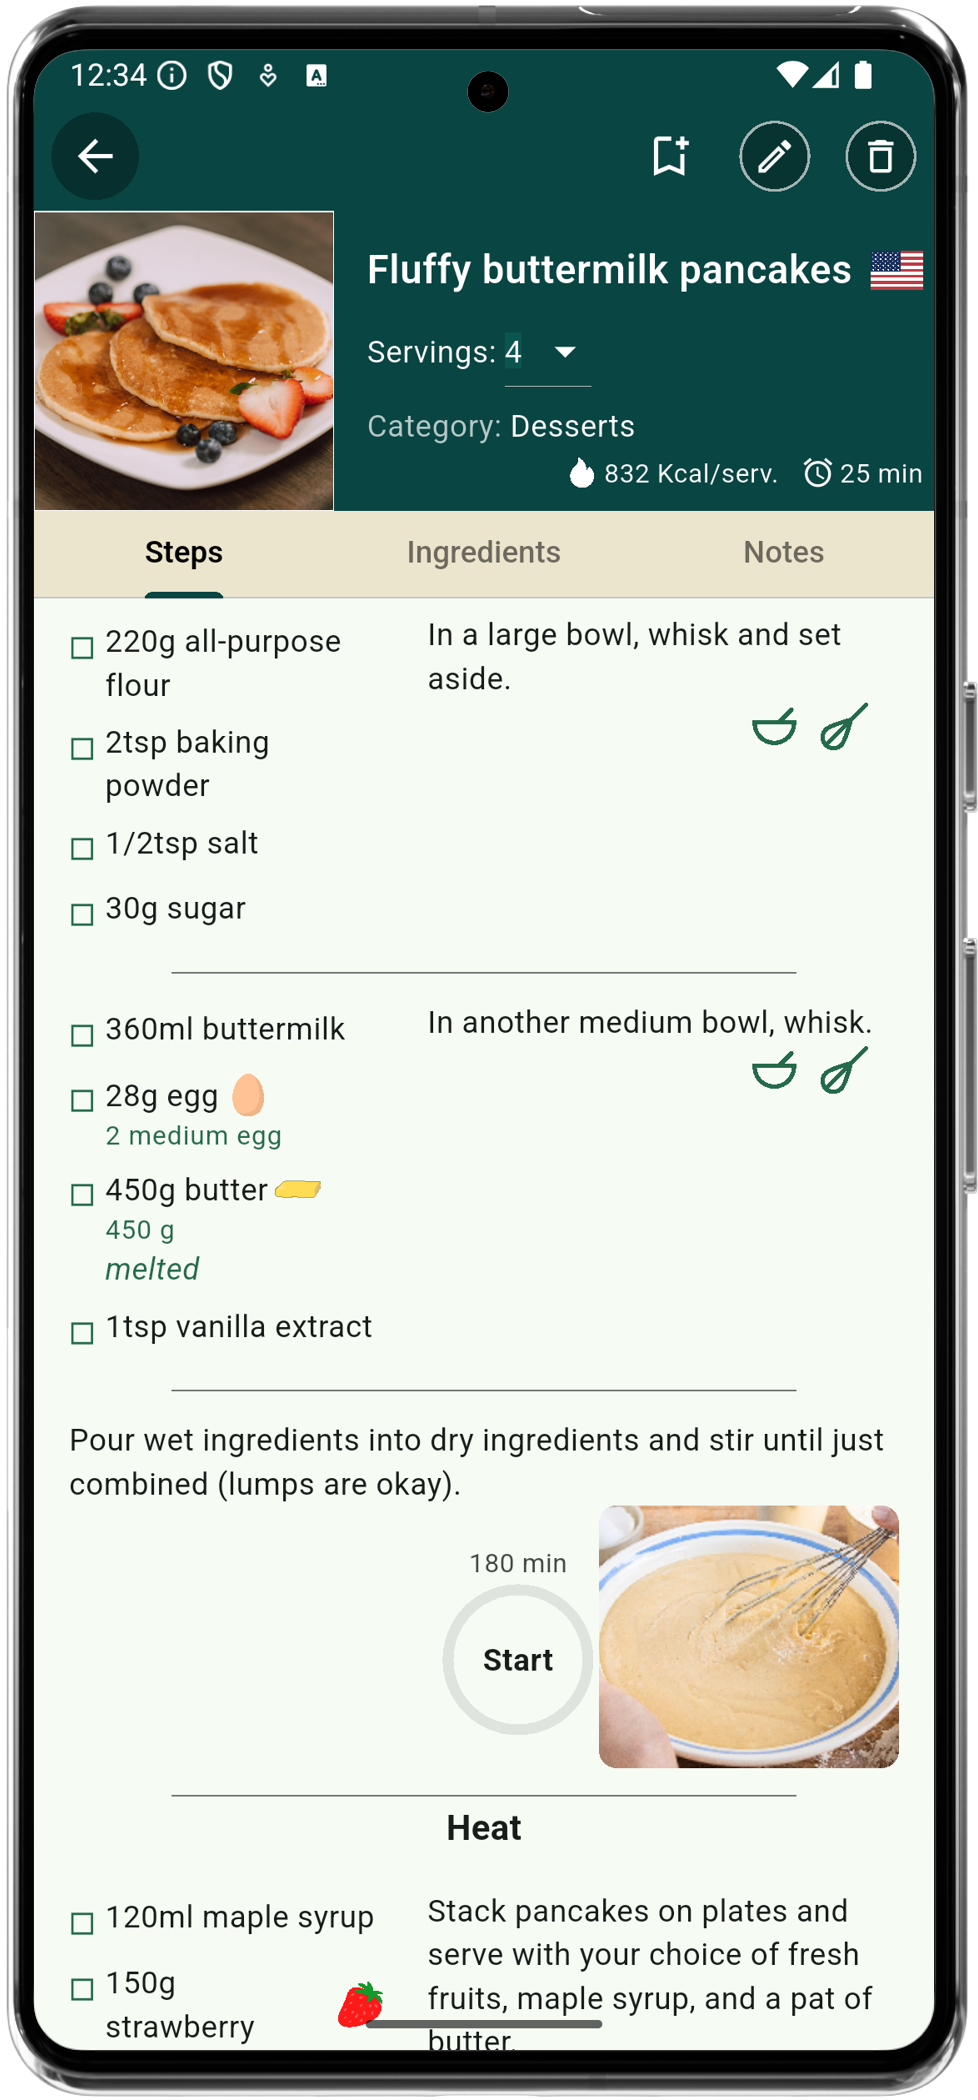 12:34
Fluffy buttermilk pancakes
Servings: 4
Category: Desserts
832 Kcal/serv. 25 min
Steps Ingredients Notes
220g all-purpose
flour
2tsp baking
powder
1/2tsp salt
30g sugar
In a large bowl, whisk and set
aside.
360ml buttermilk
28g egg
2 medium egg
450g butter
450 g
melted
1tsp vanilla extract
In another medium bowl, whisk.
Pour wet ingredients into dry ingredients and stir until just
combined (lumps are okay).
180 min
Start
Heat
120ml maple syrup
150g
strawberry
Stack pancakes on plates and
serve with your choice of fresh
fruits, maple syrup, and a pat of
butter.